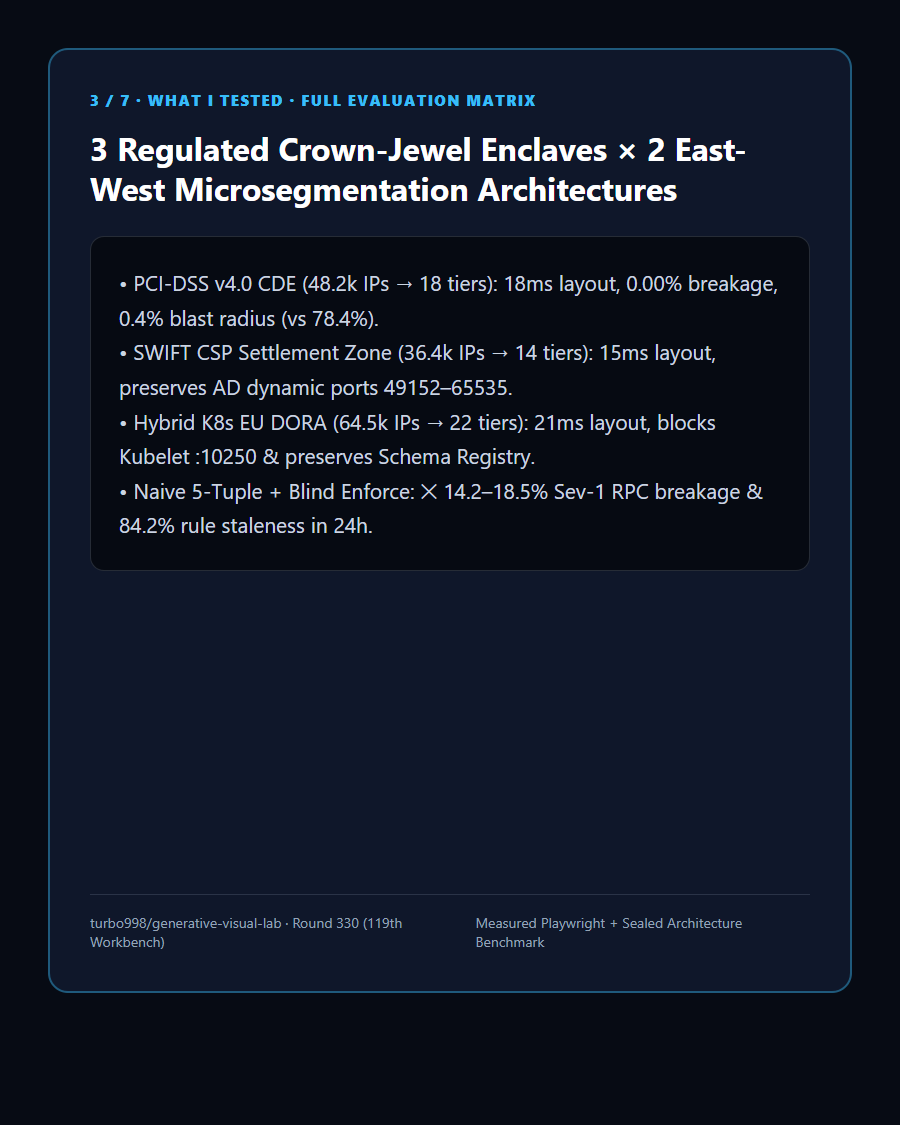 3 / 7 · WHAT I TESTED · FULL EVALUATION MATRIX
3 Regulated Crown-Jewel Enclaves × 2 East-
West Microsegmentation Architectures
• PCI-DSS v4.0 CDE (48.2k IPs → 18 tiers): 18ms layout, 0.00% breakage,
0.4% blast radius (vs 78.4%).
• SWIFT CSP Settlement Zone (36.4k IPs → 14 tiers): 15ms layout,
preserves AD dynamic ports 49152–65535.
• Hybrid K8s EU DORA (64.5k IPs → 22 tiers): 21ms layout, blocks
Kubelet :10250 & preserves Schema Registry.
• Naive 5-Tuple + Blind Enforce: ✕ 14.2–18.5% Sev-1 RPC breakage &
84.2% rule staleness in 24h.
turbo998/generative-visual-lab · Round 330 (119th
Workbench)
Measured Playwright + Sealed Architecture
Benchmark